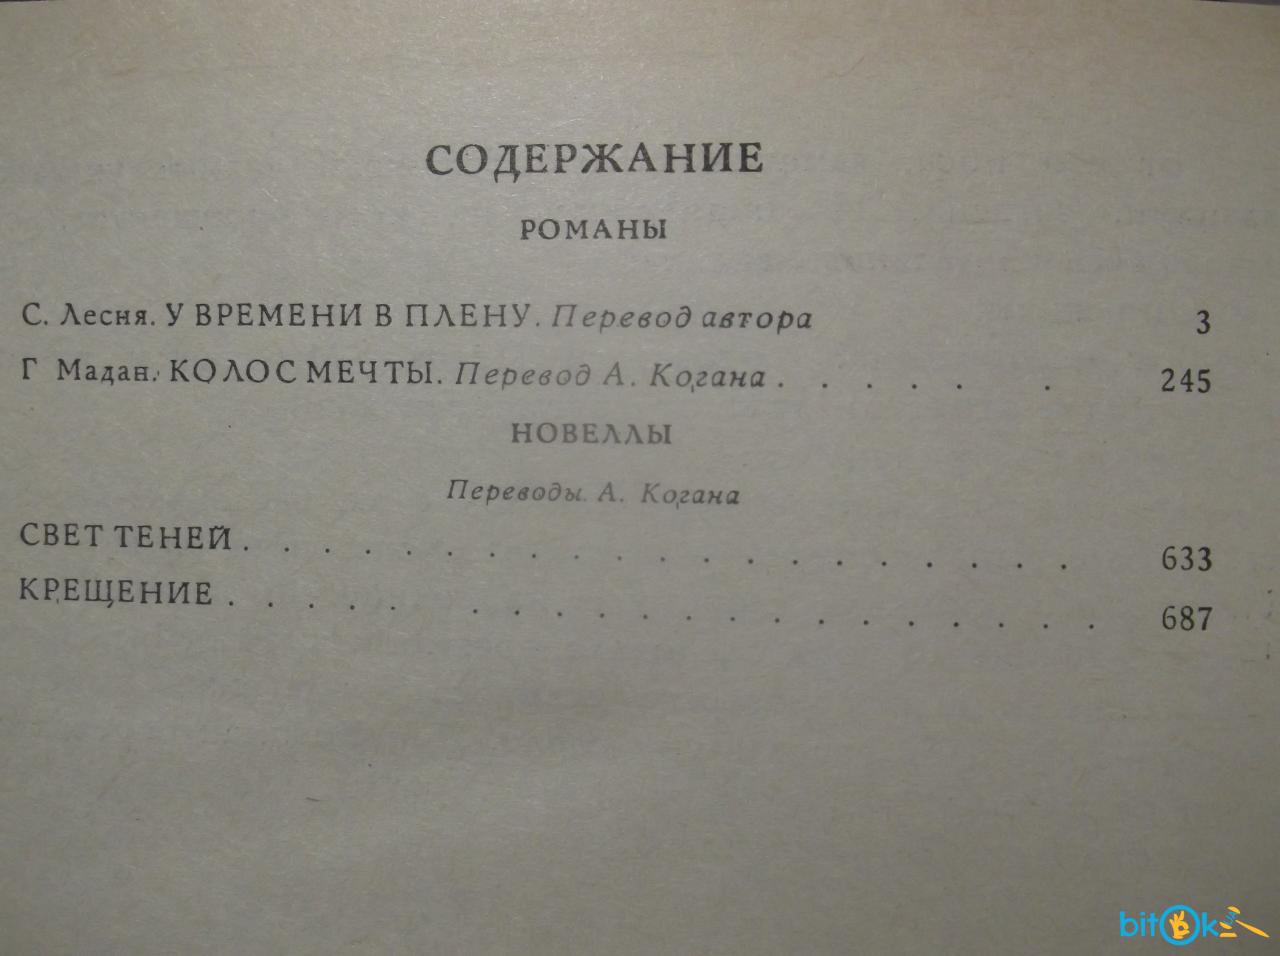 СОДЕРЖАНИЕ
РОМАНЫ
С. Лесня. У ВРЕМЕНИ В ПЛЕНУ. Перевод автора 3
Г Мадан. КОЛОС МЕЧТЫ. Перевод А. Когана . . . . . . 245
НОВЕЛЛЫ
Переводы А. Когана
СВЕТ ТЕНЕЙ . . . . . . . . . . . . . . . . . . . . . 633
КРЕЩЕНИЕ . . . . . . . . . . . . . . . . . . . . 687
bitok